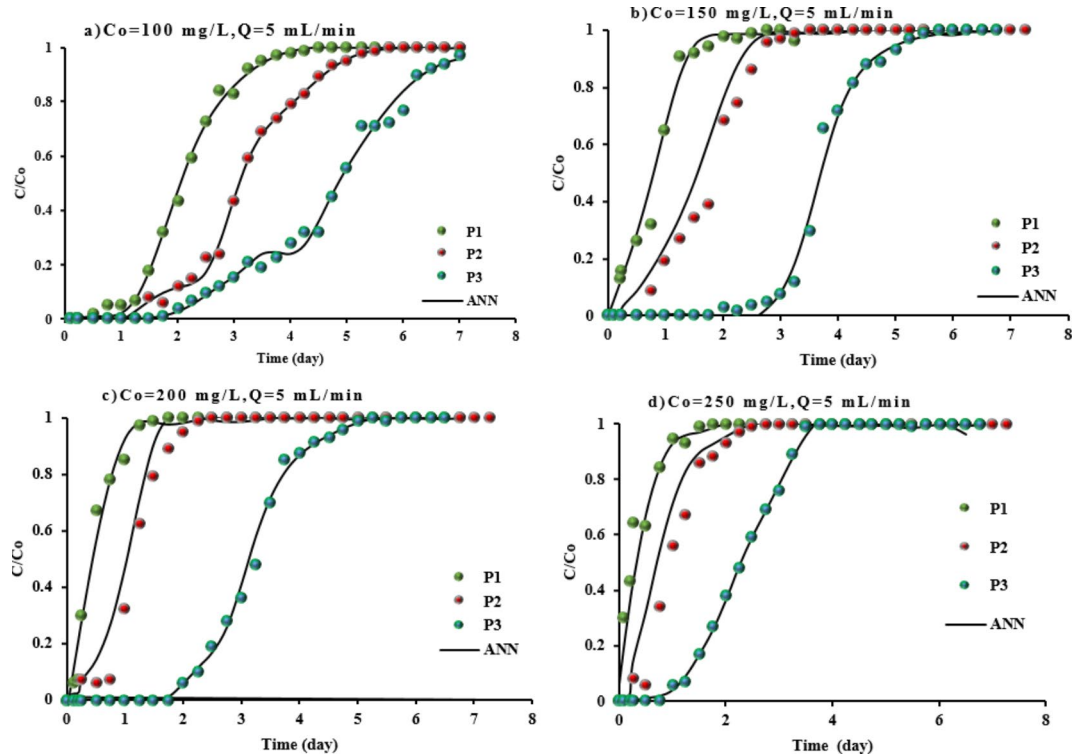 a)Co=100 mg/L,Q=5 mL/min
C/Co
1
0.8
0.6
0.4
0.2
0
0 1 2 3 4 5 6 7 8
Time (day)
P1
P2
P3
ANN
b)Co=150 mg/L,Q=5 mL/min
C/Co
1
0.8
0.6
0.4
0.2
0
0 1 2 3 4 5 6 7 8
Time (day)
P1
P2
P3
ANN
c)Co=200 mg/L,Q=5 mL/min
C/Co
1
0.8
0.6
0.4
0.2
0
0 1 2 3 4 5 6 7 8
Time (day)
P1
P2
P3
ANN
d)Co=250 mg/L,Q=5 mL/min
C/Co
1
0.8
0.6
0.4
0.2
0
0 2 4 6 8
Time (day)
P1
P2
P3
ANN